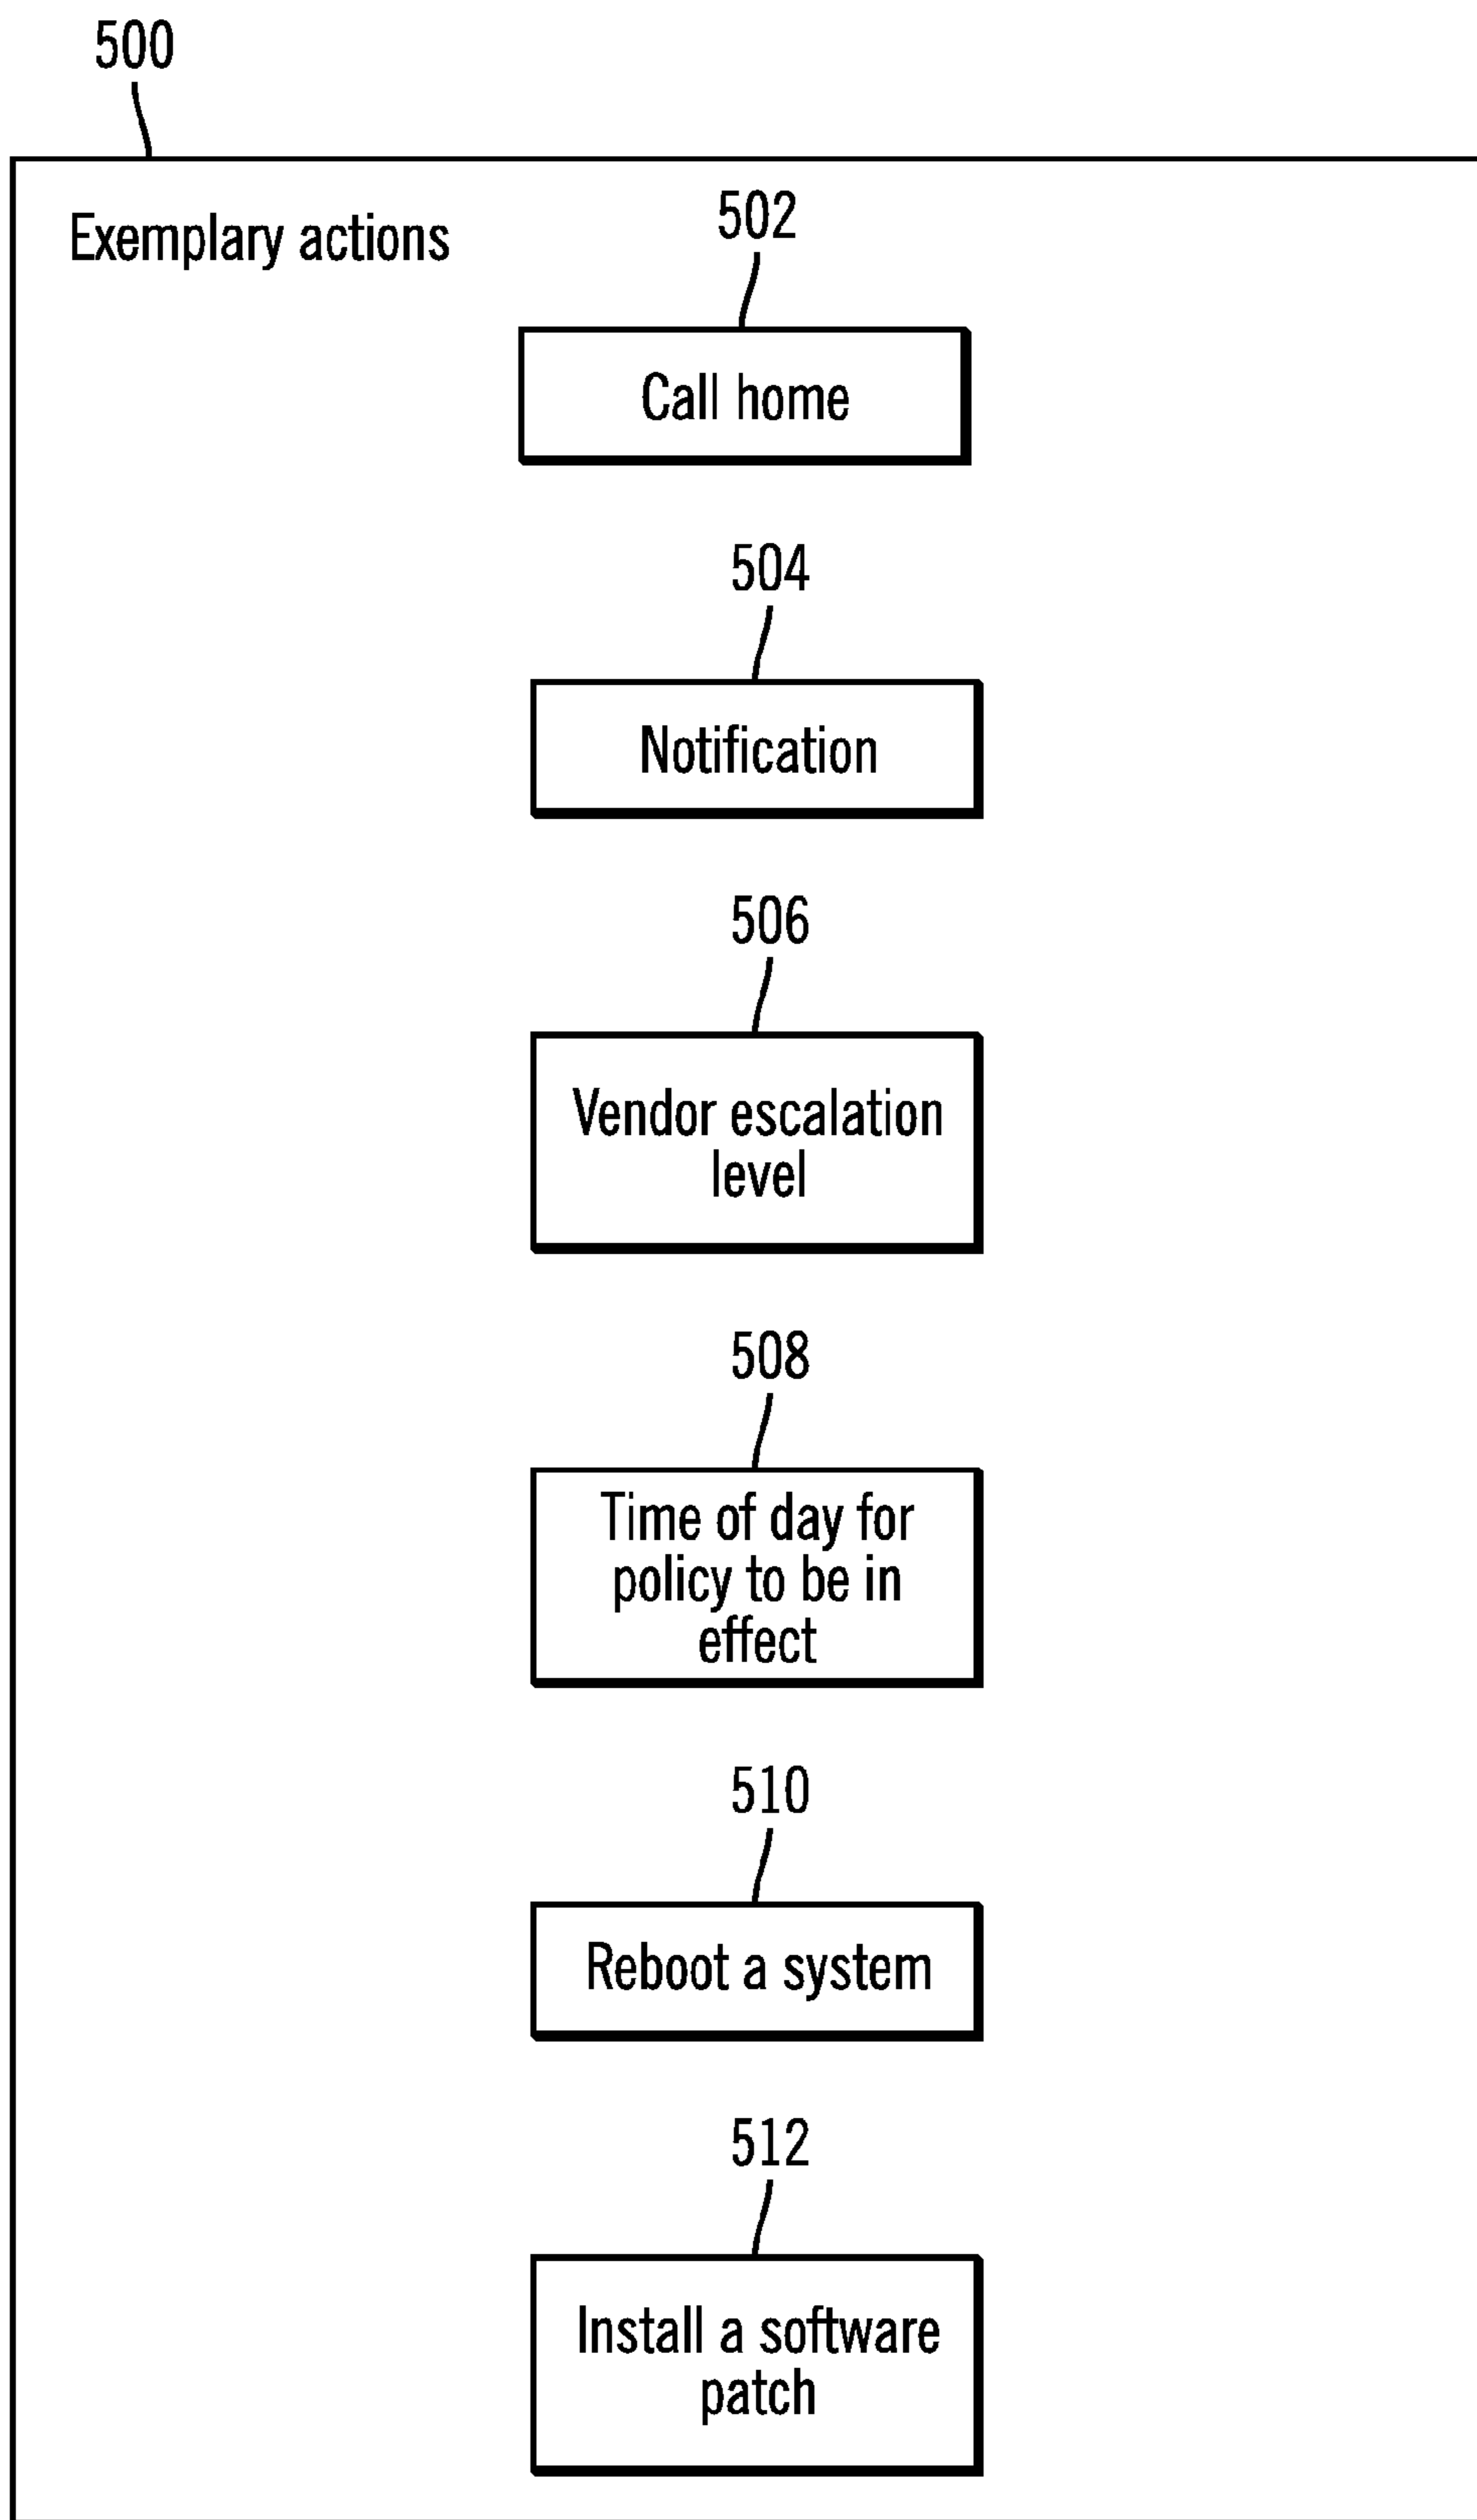 500
Exemplary actions
502
Call home
504
Notification
506
Vendor escalation
level
508
Time of day for
policy to be in
effect
510
Reboot a system
512
Install a software
patch